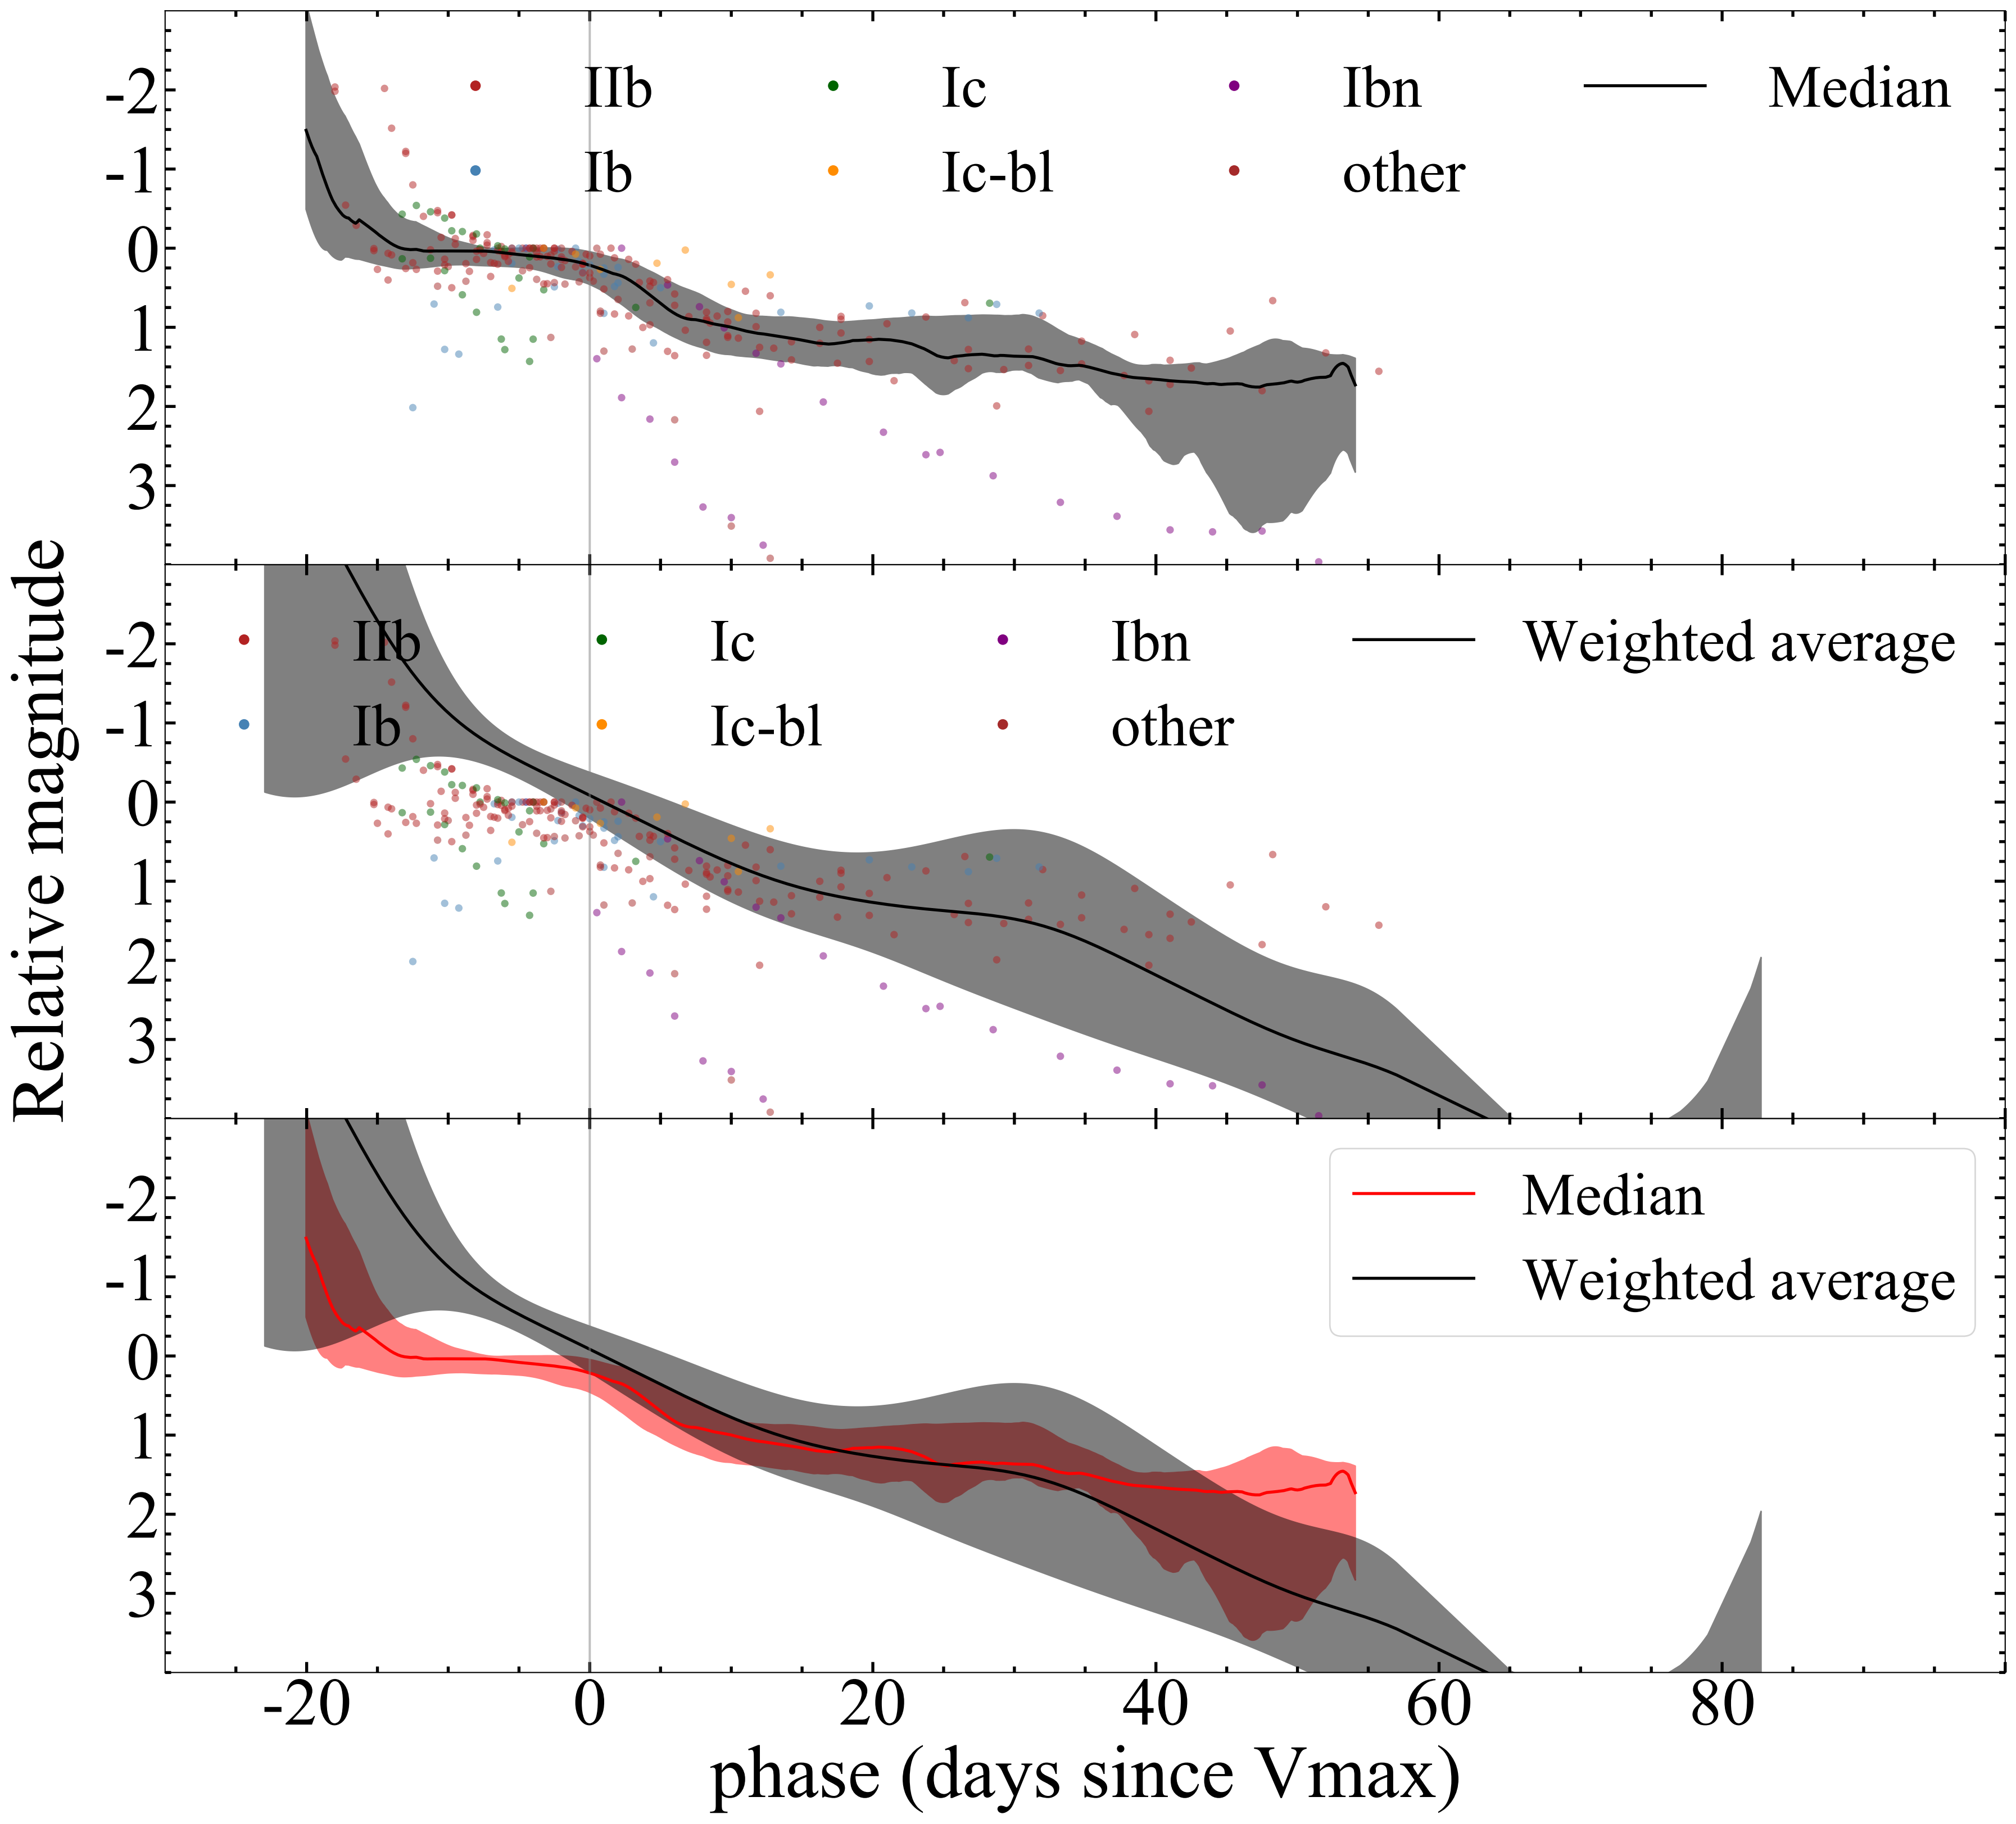 -2
IIb Ic Ibn Median
-1
Ib Ic-bl other
0
1
2
3
Relative magnitude
-2
IIb Ic Ibn Weighted average
-1
Ib Ic-bl other
0
1
2
3
-2
Median
-1
Weighted average
0
1
2
3
-20 0 20 40 60 80
phase (days since Vmax)